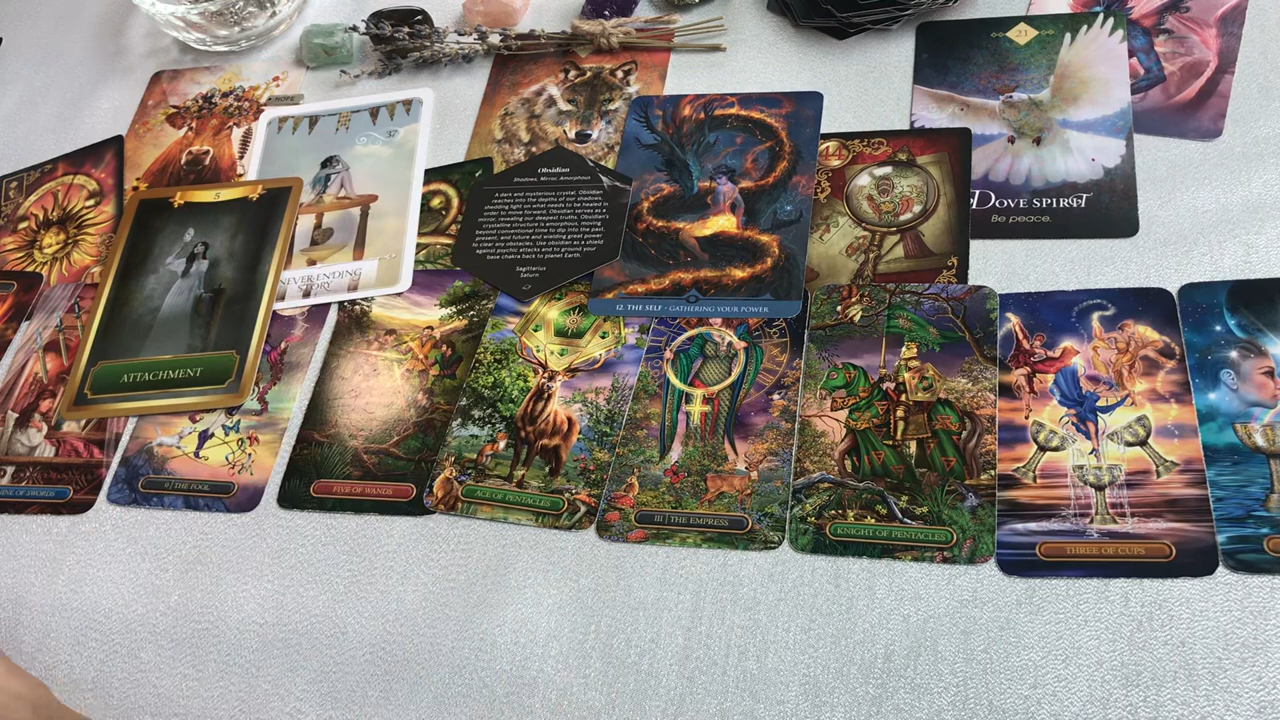 15
HOPE
37
NEVER-ENDING
STORY
5
ATTACHMENT
Obsidian
Shadows, Mirror, Amorphous
A dark and mysterious crystal, Obsidian
reaches into the depths of our shadows,
shedding light on what needs to be healed in
order to move forward. Obsidian serves as a
mirror, revealing our deepest truths. Obsidian's
crystalline structure is amorphous, moving
beyond conventional time to dip into the past,
present, and future and wielding great power
to clear any obstacles. Use obsidian as a shield
against psychic attacks and to ground your
base chakra back to planet Earth.
Sagittarius
Saturn
12. THE SELF · GATHERING YOUR POWER
44
21
DOVE SPIRIT
Be peace.
NINE OF SWORDS
0 | THE FOOL
FIVE OF WANDS
ACE OF PENTACLES
III | THE EMPRESS
KNIGHT OF PENTACLES
THREE OF CUPS